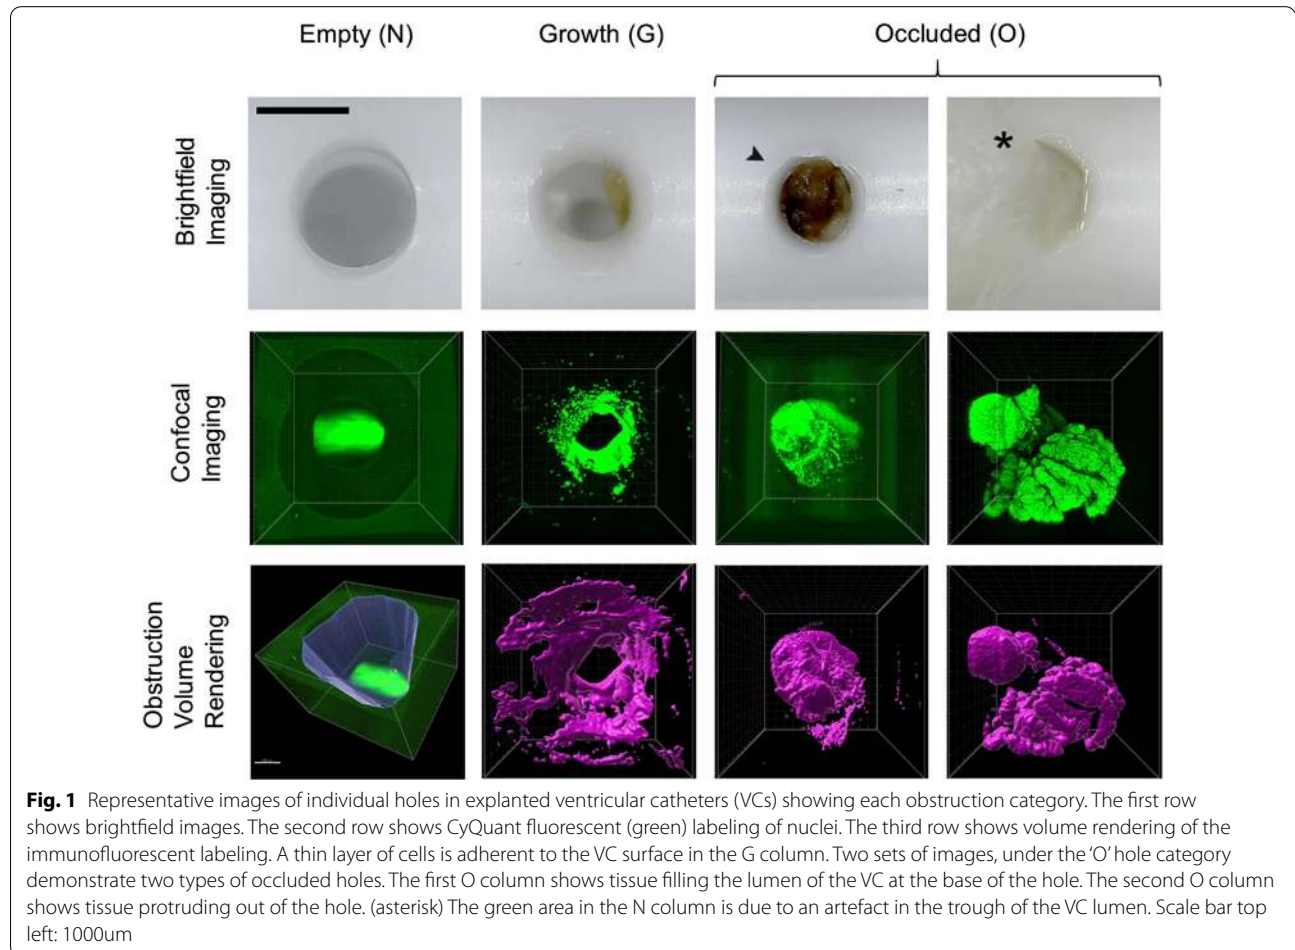 Empty (N) Growth (G) Occluded (O)
Brightfield
Imaging
*
Confocal
Imaging
Obstruction
Volume
Rendering
Fig. 1 Representative images of individual holes in explanted ventricular catheters (VCs) showing each obstruction category. The first row
shows brightfield images. The second row shows CyQuant fluorescent (green) labeling of nuclei. The third row shows volume rendering of the
immunofluorescent labeling. A thin layer of cells is adherent to the VC surface in the G column. Two sets of images, under the ‘O’ hole category
demonstrate two types of occluded holes. The first O column shows tissue filling the lumen of the VC at the base of the hole. The second O column
shows tissue protruding out of the hole. (asterisk) The green area in the N column is due to an artefact in the trough of the VC lumen. Scale bar top
left: 1000um